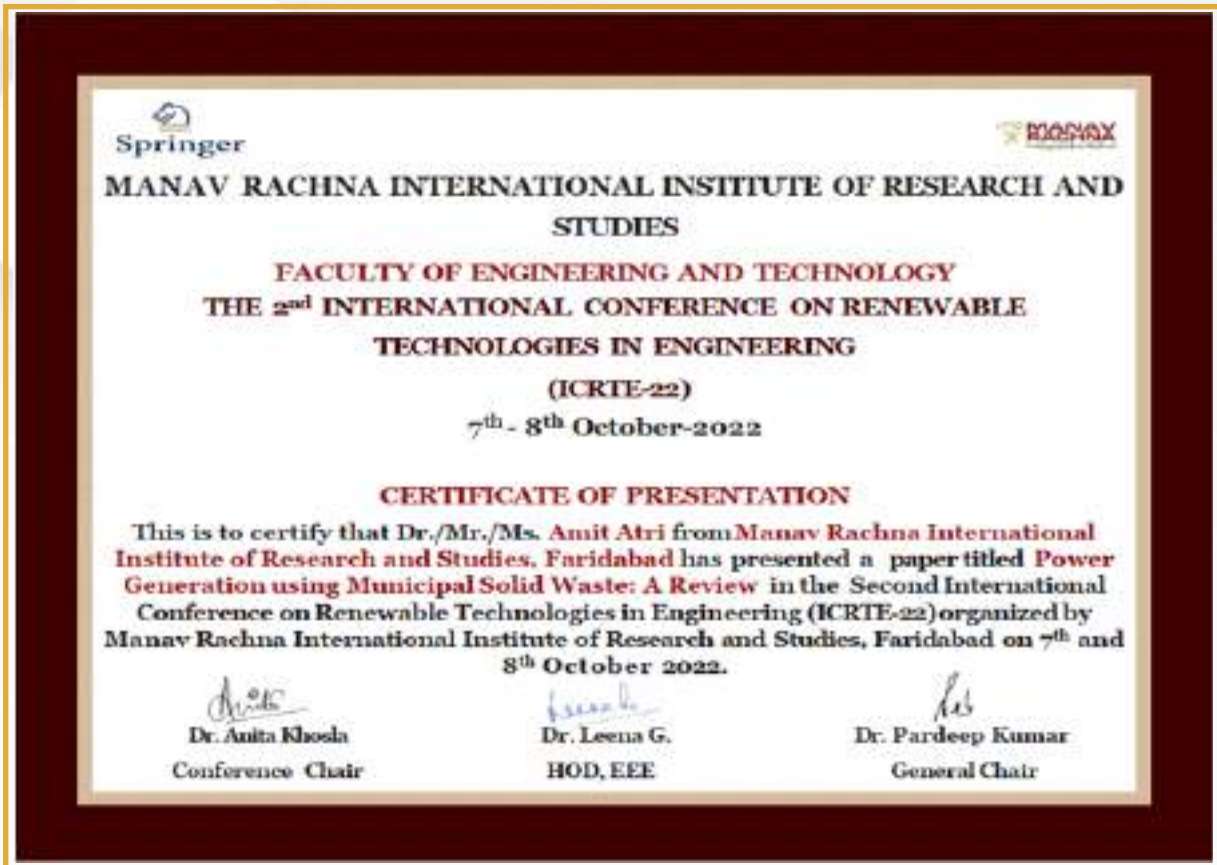 Springer
MANAV RACHNA
MANAV RACHNA INTERNATIONAL INSTITUTE OF RESEARCH AND
STUDIES
FACULTY OF ENGINEERING AND TECHNOLOGY
THE 2nd INTERNATIONAL CONFERENCE ON RENEWABLE
TECHNOLOGIES IN ENGINEERING
(ICRTE-22)
7th - 8th October-2022
CERTIFICATE OF PRESENTATION
This is to certify that Dr./Mr./Ms. Amit Atri from Manav Rachna International
Institute of Research and Studies, Faridabad has presented a paper titled Power
Generation using Municipal Solid Waste: A Review in the Second International
Conference on Renewable Technologies in Engineering (ICRTE-22) organized by
Manav Rachna International Institute of Research and Studies, Faridabad on 7th and
8th October 2022.
Dr. Anita Khosla Dr. Leena G. Dr. Pardeep Kumar
Conference Chair HOD, EEE General Chair